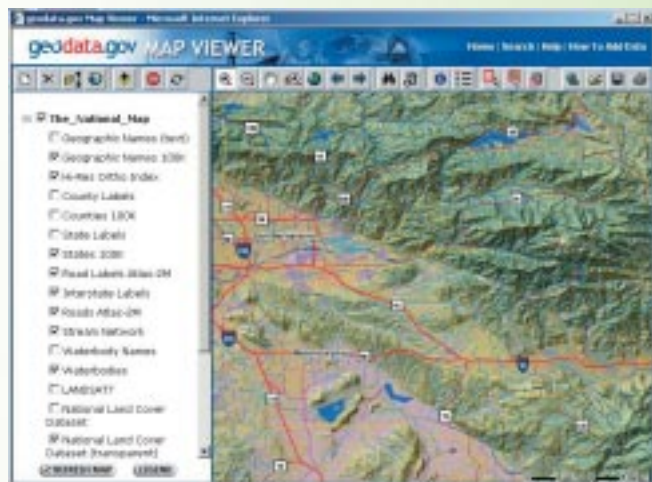 geodata.gov Map Viewer - Microsoft Internet Explorer
geodata.gov MAP VIEWER
Home | Search | Help | How To Add Data
The_National_Map
Geographic Names (text)
Geographic Names 100K
Hi-Res Ortho Index
County Labels
Counties 100K
State Labels
States 100K
Road Labels Atlas-2M
Interstate Labels
Roads Atlas-2M
Stream Network
Waterbody Names
Waterbodies
LANDSAT7
National Land Cover
Dataset
National Land Cover
Dataset (transparent)
REFRESH MAP
LEGEND